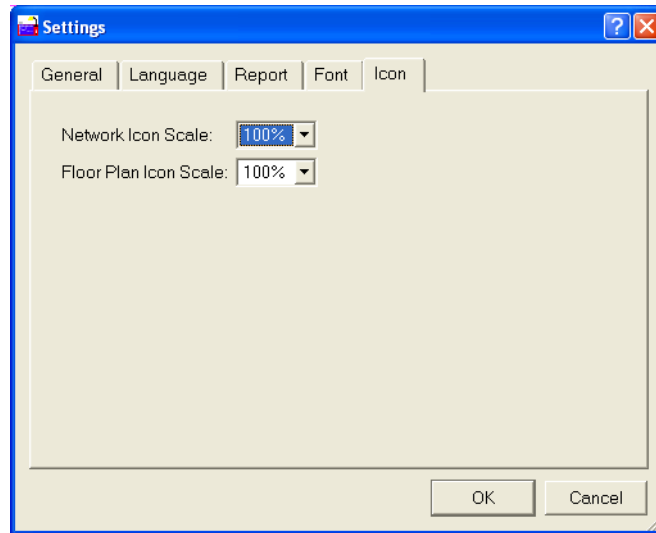 Settings
General Language Report Font Icon
Network Icon Scale: 100%
Floor Plan Icon Scale: 100%
OK Cancel